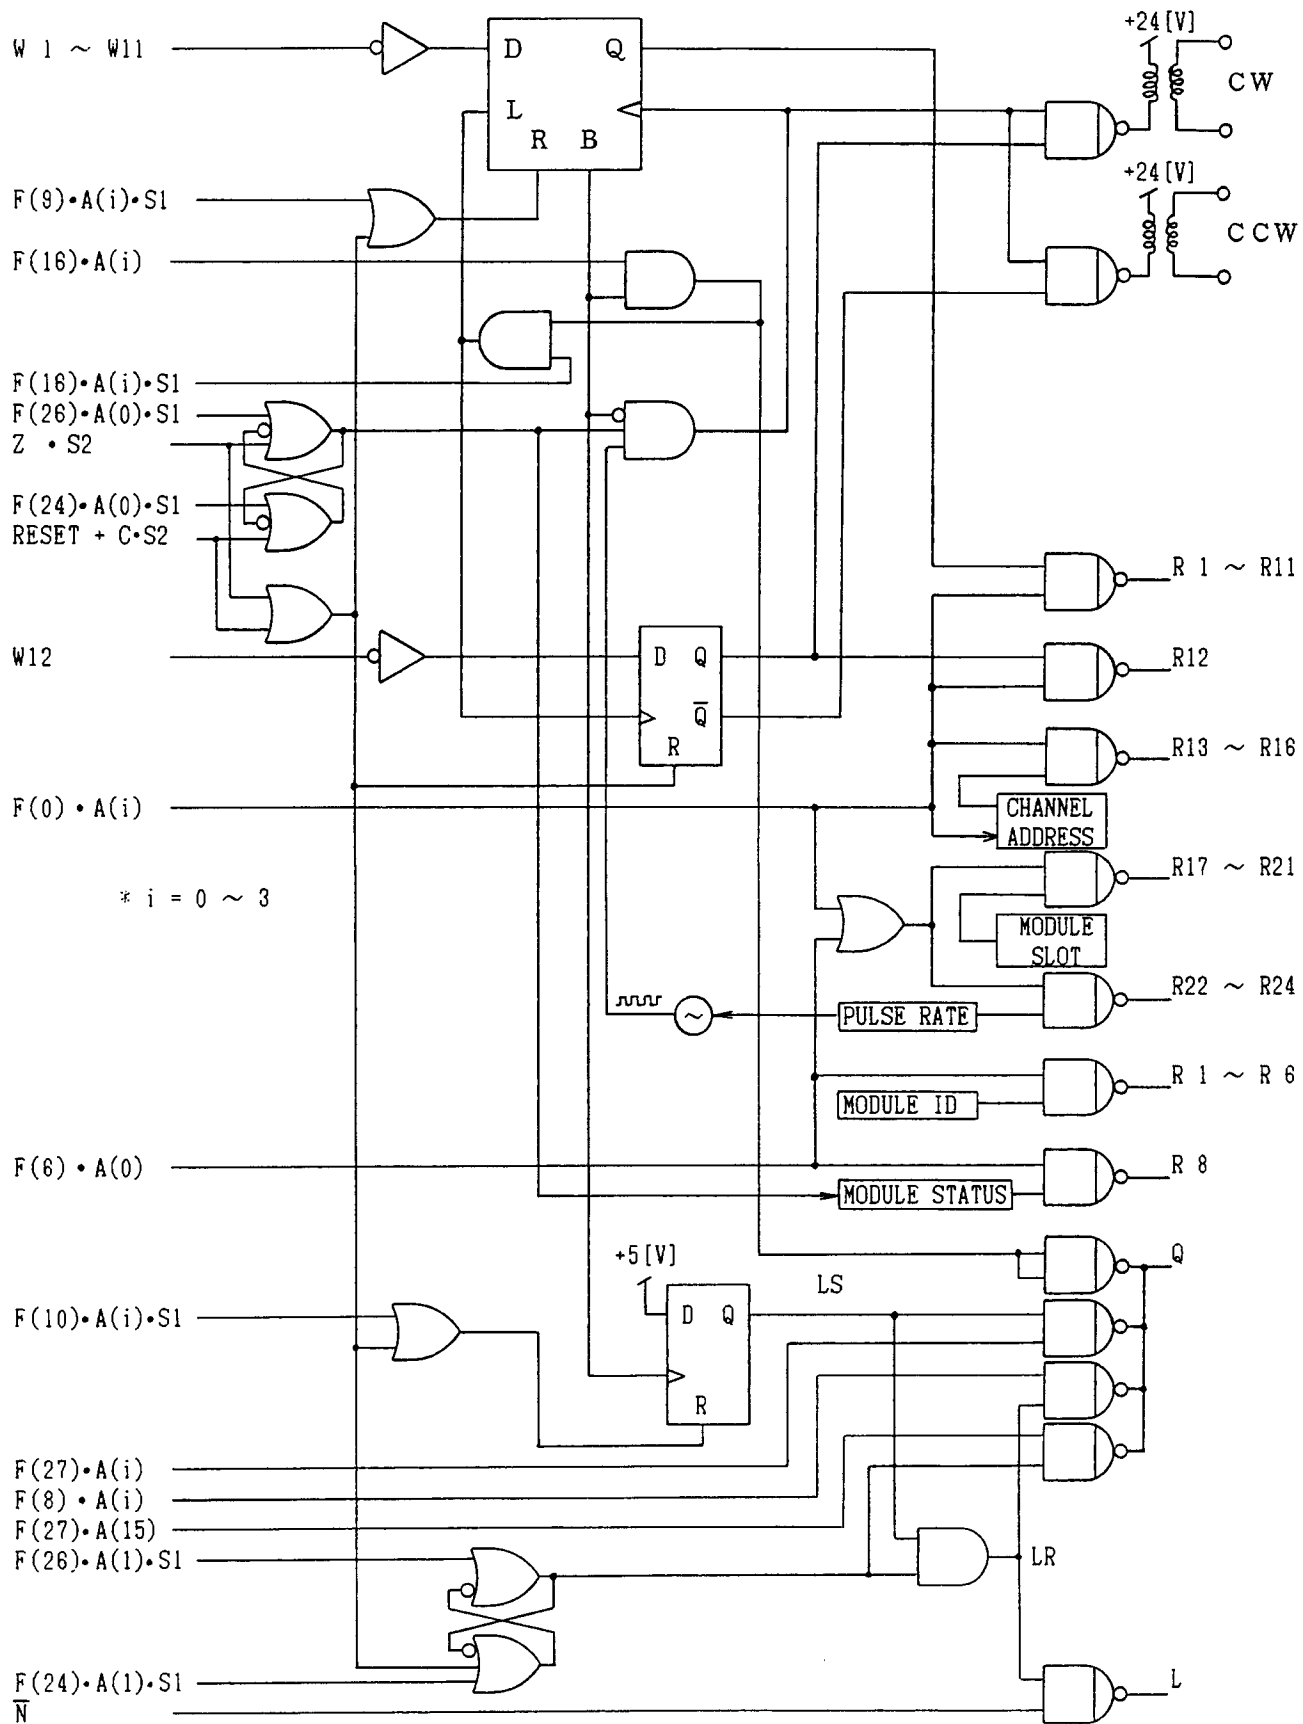 +24[V]
W 1 ~ W11
D Q
CW
L
R B
+24[V]
F(9)•A(i)•S1
CCW
F(16)•A(i)
F(16)•A(i)•S1
F(26)•A(0)•S1
Z • S2
F(24)•A(0)•S1
RESET + C•S2
R 1 ~ R11
W12
D Q
R12
Q̅
R
R13 ~ R16
F(0) • A(i)
CHANNEL
ADDRESS
R17 ~ R21
* i = 0 ~ 3
MODULE
SLOT
R22 ~ R24
~
PULSE RATE
R 1 ~ R 6
MODULE ID
F(6) • A(0)
R 8
MODULE STATUS
+5[V]
Q
LS
F(10)•A(i)•S1
D Q
R
F(27)•A(i)
F(8) • A(i)
F(27)•A(15)
F(26)•A(1)•S1
LR
F(24)•A(1)•S1
L
N̅